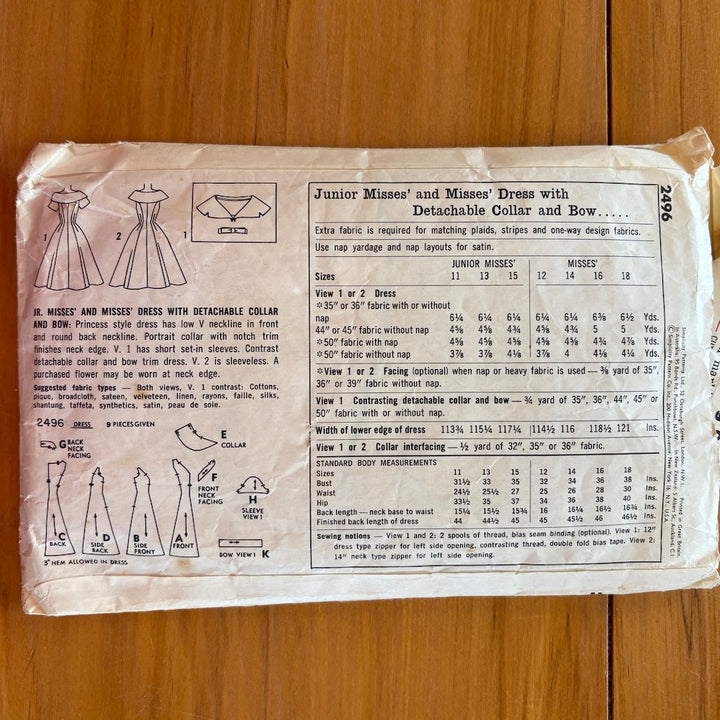 1
2
1
JR. MISSES' AND MISSES' DRESS WITH DETACHABLE COLLAR
AND BOW: Princess style dress has low V neckline in front
and round back neckline. Portrait collar with notch trim
finishes neck edge. V. 1 has short set-in sleeves. Contrast
detachable collar and bow trim dress. V. 2 is sleeveless. A
purchased flower may be worn at neck edge.
Suggested fabric types — Both views, V. 1 contrast: Cottons,
pique, broadcloth, sateen, velveteen, linen, rayons, faille, silks,
shantung, taffeta, synthetics, satin, peau de soie.
2496 DRESS 9 PIECES GIVEN
G BACK NECK FACING
E COLLAR
F FRONT NECK FACING
H SLEEVE VIEW 1
C BACK
D SIDE BACK
B SIDE FRONT
A FRONT
BOW VIEW 1 K
3" HEM ALLOWED IN DRESS
Junior Misses' and Misses' Dress with
Detachable Collar and Bow.....
Extra fabric is required for matching plaids, stripes and one-way design fabrics.
Use nap yardage and nap layouts for satin.
JUNIOR MISSES' MISSES'
Sizes 11 13 15 12 14 16 18
View 1 or 2 Dress
*35" or 36" fabric with or without
nap 6¼ 6¼ 6¼ 6¼ 6¼ 6⅜ 6½ Yds.
44" or 45" fabric without nap 4⅝ 4⅝ 4¾ 4⅝ 4¾ 5 5 Yds.
*50" fabric with nap 4⅝ 4⅝ 4⅝ 4⅝ 4⅝ 4¾ 4⅞ Yds.
*50" fabric without nap 3⅞ 3⅞ 4⅛ 3⅞ 4 4¼ 4¼ Yds.
*View 1 or 2 Facing (optional) when nap or heavy fabric is used — ⅜ yard of 35",
36" or 39" fabric without nap.
View 1 Contrasting detachable collar and bow — ¾ yard of 35", 36", 44", 45" or
50" fabric with or without nap.
Width of lower edge of dress 113¾ 115¼ 117¼ 114½ 116 118½ 121 Ins.
View 1 or 2 Collar interfacing — ½ yard of 32", 35" or 36" fabric.
STANDARD BODY MEASUREMENTS
Sizes 11 13 15 12 14 16 18
Bust 31½ 33 35 32 34 36 38 Ins.
Waist 24½ 25½ 27 25 26 28 30 Ins.
Hip 33½ 35 37 34 36 38 40 Ins.
Back length — neck base to waist 15¼ 15½ 15¾ 16 16¼ 16½ 16¾ Ins.
Finished back length of dress 44 44½ 45 45 45½ 46 46½ Ins.
Sewing notions — View 1 and 2: 2 spools of thread, bias seam binding (optional). View 1: 12"
dress type zipper for left side opening, contrasting thread, double fold bias tape. View 2:
14" neck type zipper for left side opening.
2496